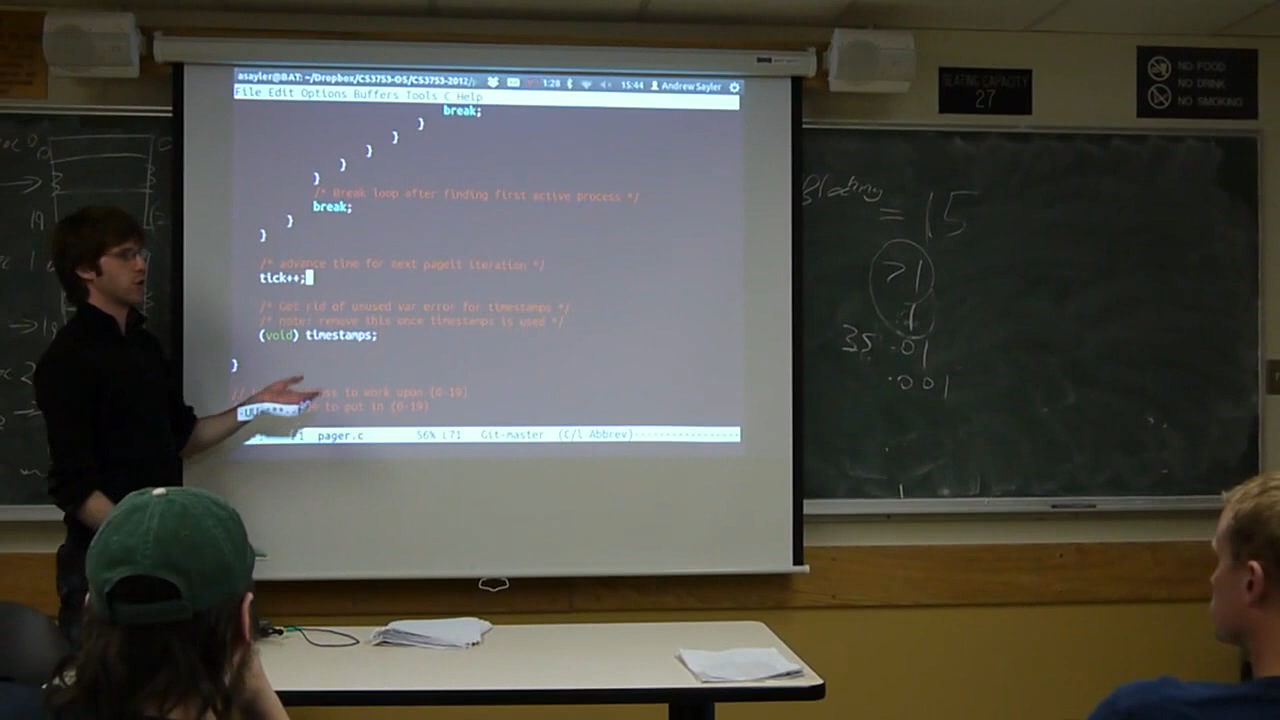 asayler@BAT: ~/Dropbox/CS3753-OS/CS3753-2012/p 1:28 15:44 Andrew Sayler
File Edit Options Buffers Tools C Help
break;
}
}
}
}
}
/* Break loop after finding first active process */
break;
}
}
/* advance time for next pageit iteration */
tick++;
/* Get rid of unused var error for timestamps */
/* note: remove this once timestamps is used */
(void) timestamps;
}
// ss to work upon (0-19)
to put in (0-19)
pager.c 56% L71 Git-master (C/l Abbrev)----------------
SEATING CAPACITY
27
NO FOOD
NO DRINK
NO SMOKING
= 15
>1
.1
35 .01
.001
19